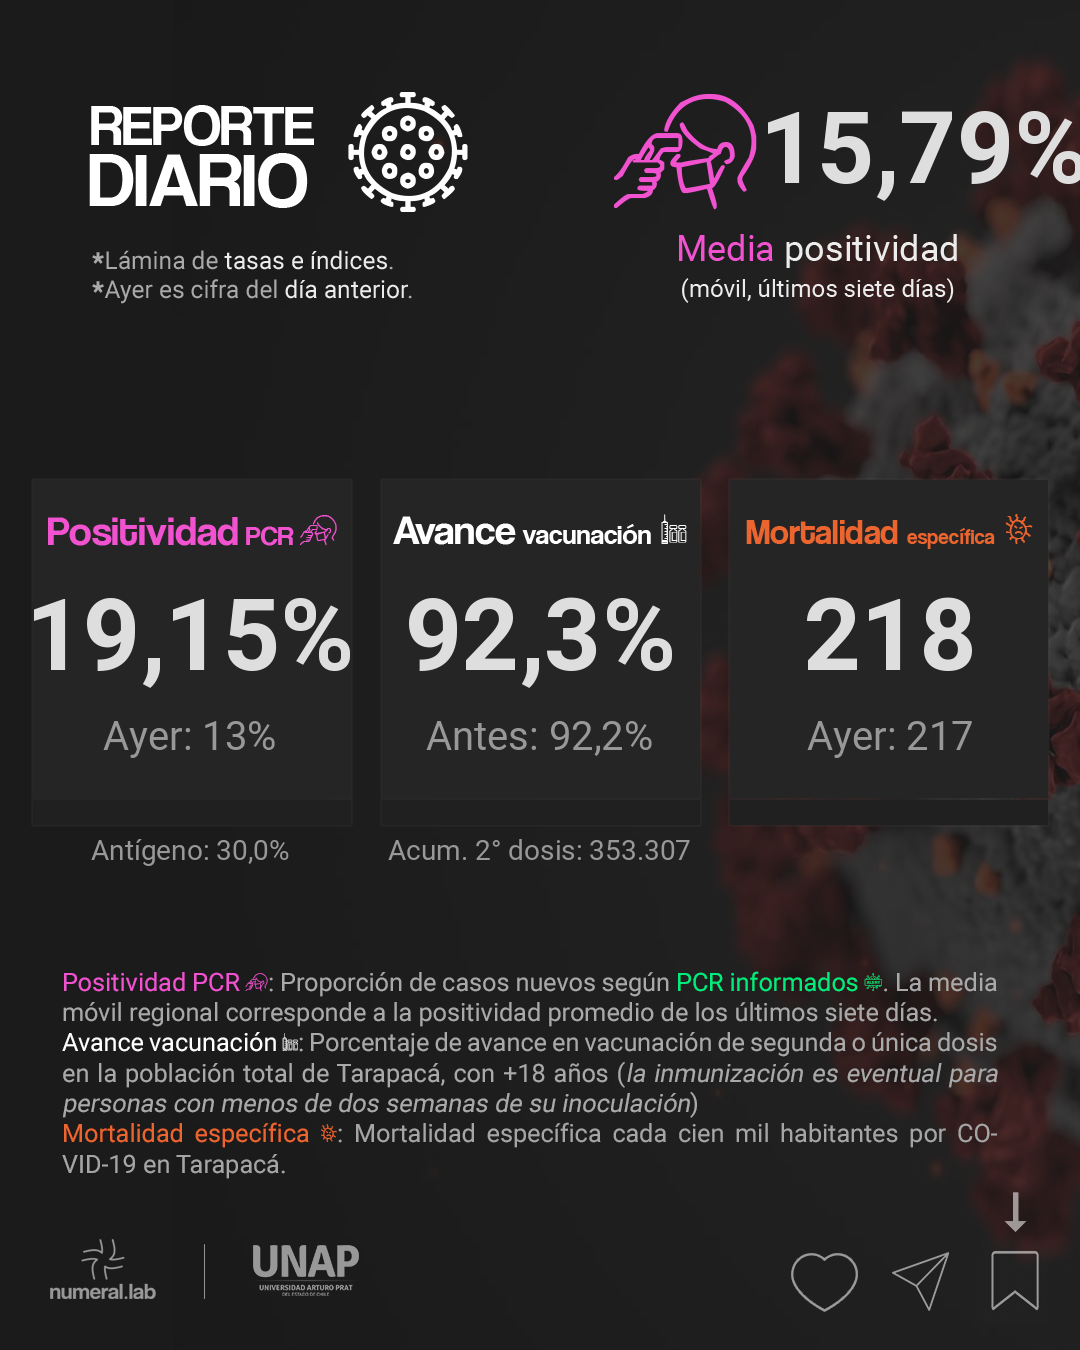 REPORTE
DIARIO
*Lámina de tasas e índices.
*Ayer es cifra del día anterior.
15,79%
Media positividad
(móvil, últimos siete días)
Positividad PCR
19,15%
Ayer: 13%
Antígeno: 30,0%
Avance vacunación
92,3%
Antes: 92,2%
Acum. 2° dosis: 353.307
Mortalidad específica
218
Ayer: 217
Positividad PCR : Proporción de casos nuevos según PCR informados . La media
móvil regional corresponde a la positividad promedio de los últimos siete días.
Avance vacunación : Porcentaje de avance en vacunación de segunda o única dosis
en la población total de Tarapacá, con +18 años (la inmunización es eventual para
personas con menos de dos semanas de su inoculación)
Mortalidad específica : Mortalidad específica cada cien mil habitantes por CO-
VID-19 en Tarapacá.
numeral.lab
UNAP
UNIVERSIDAD ARTURO PRAT
DEL ESTADO DE CHILE